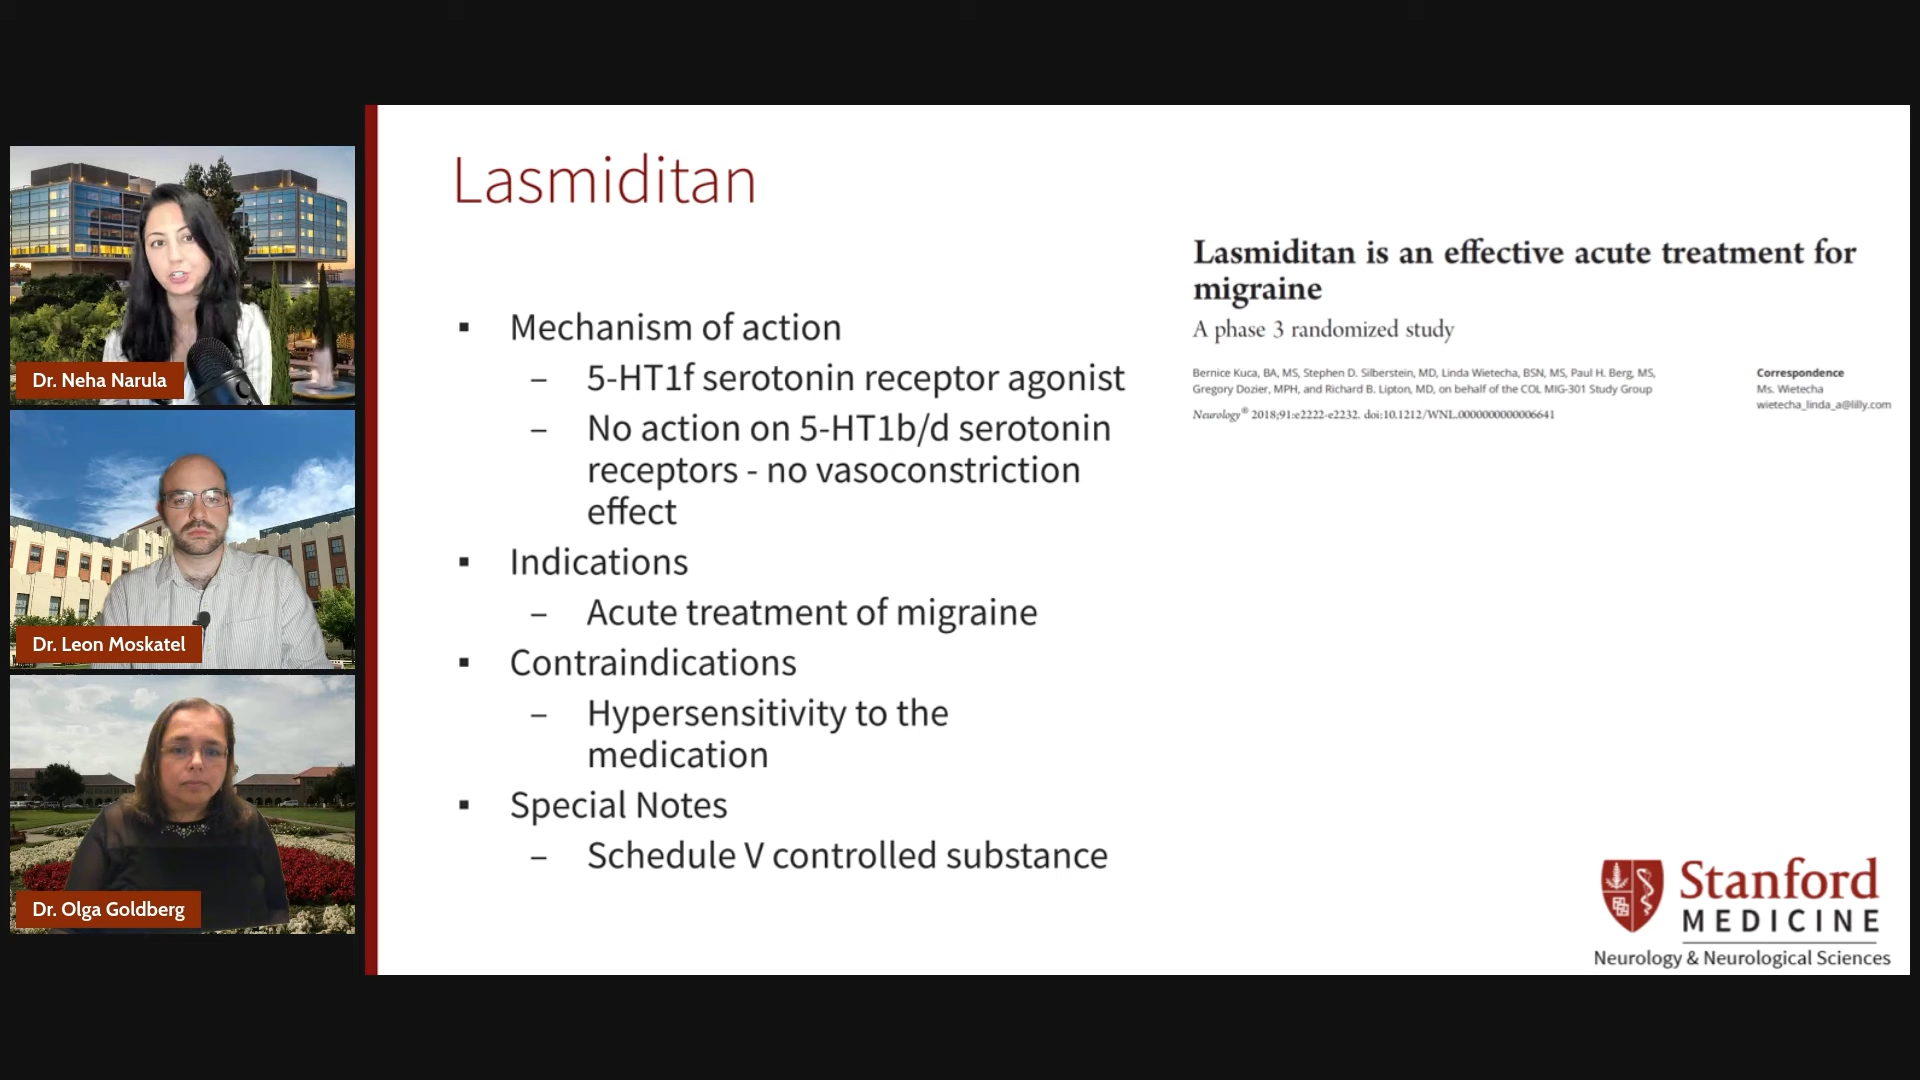 Dr. Neha Narula
Dr. Leon Moskatel
Dr. Olga Goldberg
Lasmiditan
▪ Mechanism of action
– 5-HT1f serotonin receptor agonist
– No action on 5-HT1b/d serotonin
receptors - no vasoconstriction
effect
▪ Indications
– Acute treatment of migraine
▪ Contraindications
– Hypersensitivity to the
medication
▪ Special Notes
– Schedule V controlled substance
Lasmiditan is an effective acute treatment for
migraine
A phase 3 randomized study
Bernice Kuca, BA, MS, Stephen D. Silberstein, MD, Linda Wietecha, BSN, MS, Paul H. Berg, MS,
Gregory Dozier, MPH, and Richard B. Lipton, MD, on behalf of the COL MIG-301 Study Group
Neurology® 2018;91:e2222-e2232. doi:10.1212/WNL.0000000000006641
Correspondence
Ms. Wietecha
wietecha_linda_a@lilly.com
Stanford
MEDICINE
Neurology & Neurological Sciences